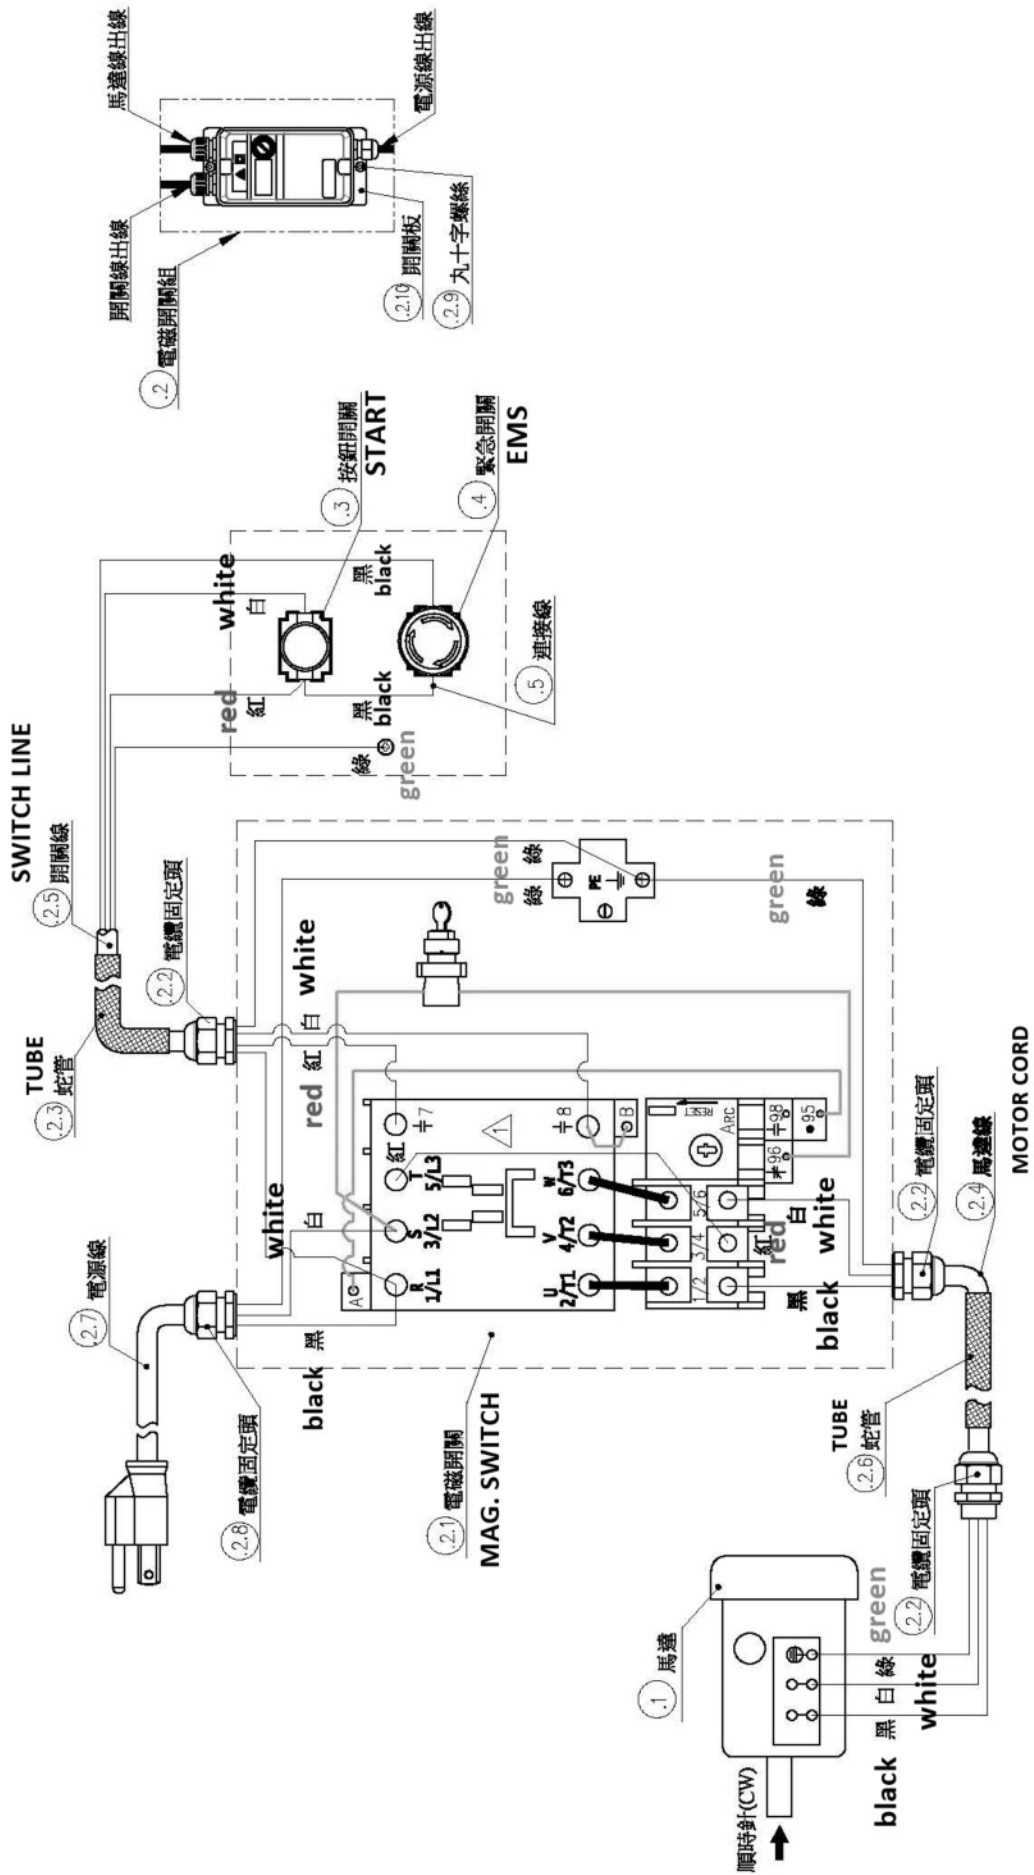 馬達線出線
開關線出線
電源線出線
.2 電磁開關組
.2.10 開關板
.2.9 丸十字螺絲
.3 按鈕開關
START
.4 緊急開關
EMS
.5 連接線
white
白
red
紅
黑
black
黑
black
綠
green
SWITCH LINE
.2.5 開關線
TUBE
.2.3 蛇管
.2.2 電纜固定頭
.2.7 電源線
.2.8 電纜固定頭
black 黑
white 白
red 紅
white 白
green
綠 綠
PE
green
綠
A
R
1/L1
S
3/L2
T
5/L3
紅
7
1
8
B
U
2/T1
V
4/T2
W
6/T3
RESET
ARC
96
98
95
1/2
3/4
5/6
黑
black
紅
red
白
white
.2.1 電磁開關
MAG. SWITCH
.2.2 電纜固定頭
.2.4 馬達線
MOTOR CORD
TUBE
.2.6 蛇管
.2.2 電纜固定頭
.1 馬達
順時針(CW)
black 黑
白 white
綠 green